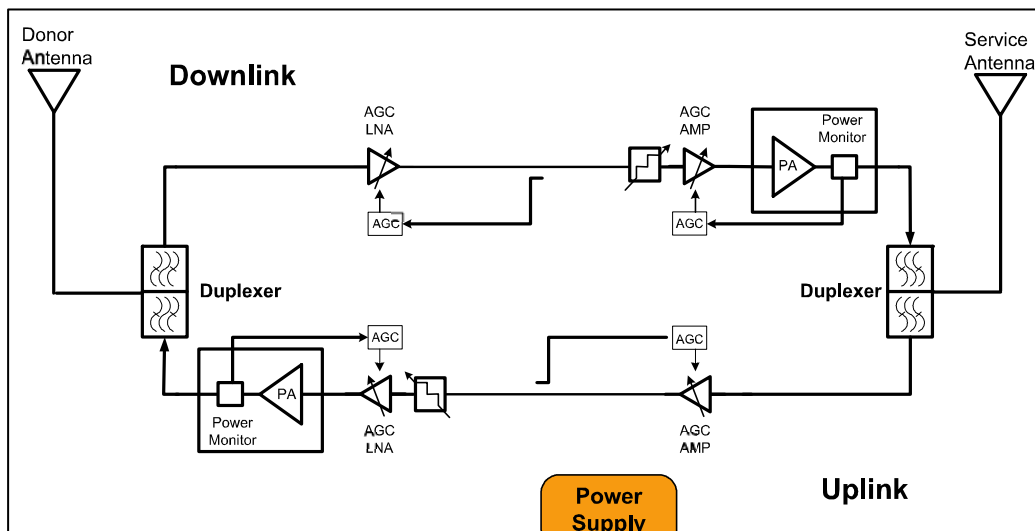 Donor
Antenna
Service
Antenna
Downlink
AGC
LNA
AGC
AMP
Power
Monitor
PA
AGC
AGC
Duplexer
Duplexer
AGC
AGC
PA
Power
Monitor
AGC
LNA
AGC
AMP
Uplink
Power
Supply